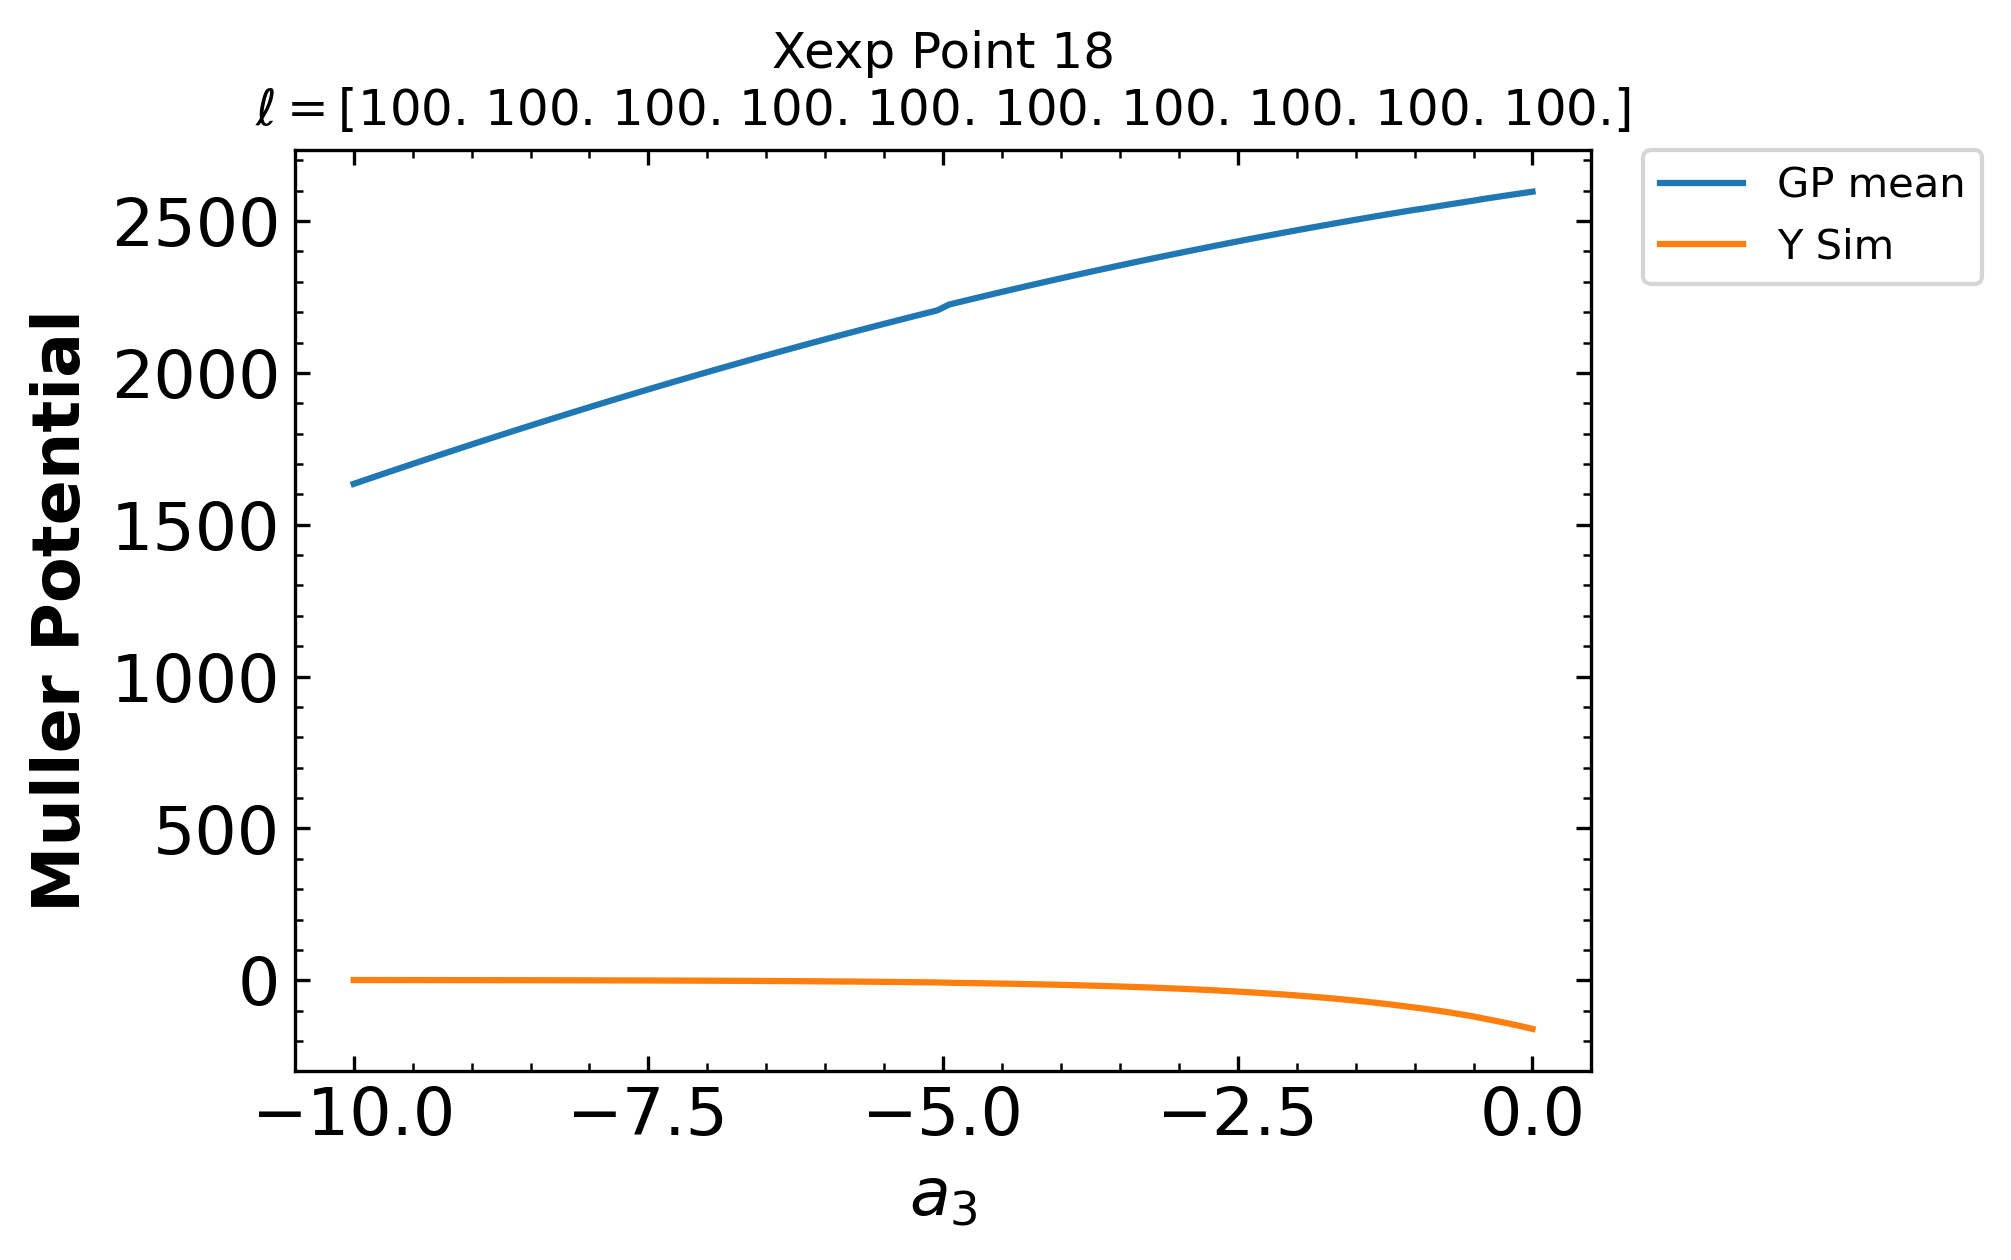 Xexp Point 18
ℓ = [100. 100. 100. 100. 100. 100. 100. 100. 100. 100.]
GP mean
Y Sim
Muller Potential
2500
2000
1500
1000
500
0
−10.0 −7.5 −5.0 −2.5 0.0
a₃